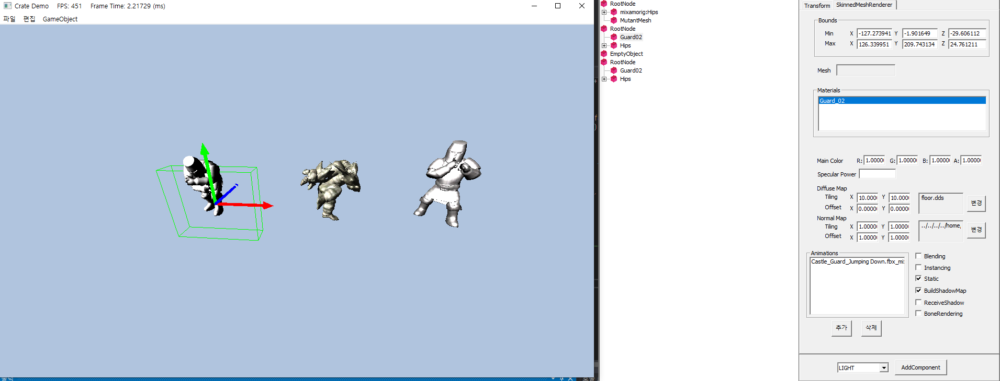 Crate Demo FPS: 451 Frame Time: 2.21729 (ms)
파일 편집 GameObject
RootNode
mixamorig:Hips
MutantMesh
RootNode
Guard02
Hips
EmptyObject
RootNode
Guard02
Hips
Transform SkinnedMeshRenderer
Bounds
Min X -127.273941 Y -1.901649 Z -29.606112
Max X 126.339951 Y 209.743134 Z 24.761211
Mesh
Materials
Guard_02
Main Color R: 1.0000 G: 1.0000 B: 1.0000 A: 1.0000
Specular Power
Diffuse Map
Tiling X 10.000 Y 10.000 floor.dds 변경
Offset X 0.0000 Y 0.0000
Normal Map
Tiling X 1.0000 Y 1.0000 ../../../../home, 변경
Offset X 1.0000 Y 1.0000
Animations
Castle_Guard_Jumping Down.fbx_mi
Blending
Instancing
Static
BuildShadowMap
ReceiveShadow
BoneRendering
추가 삭제
LIGHT AddComponent